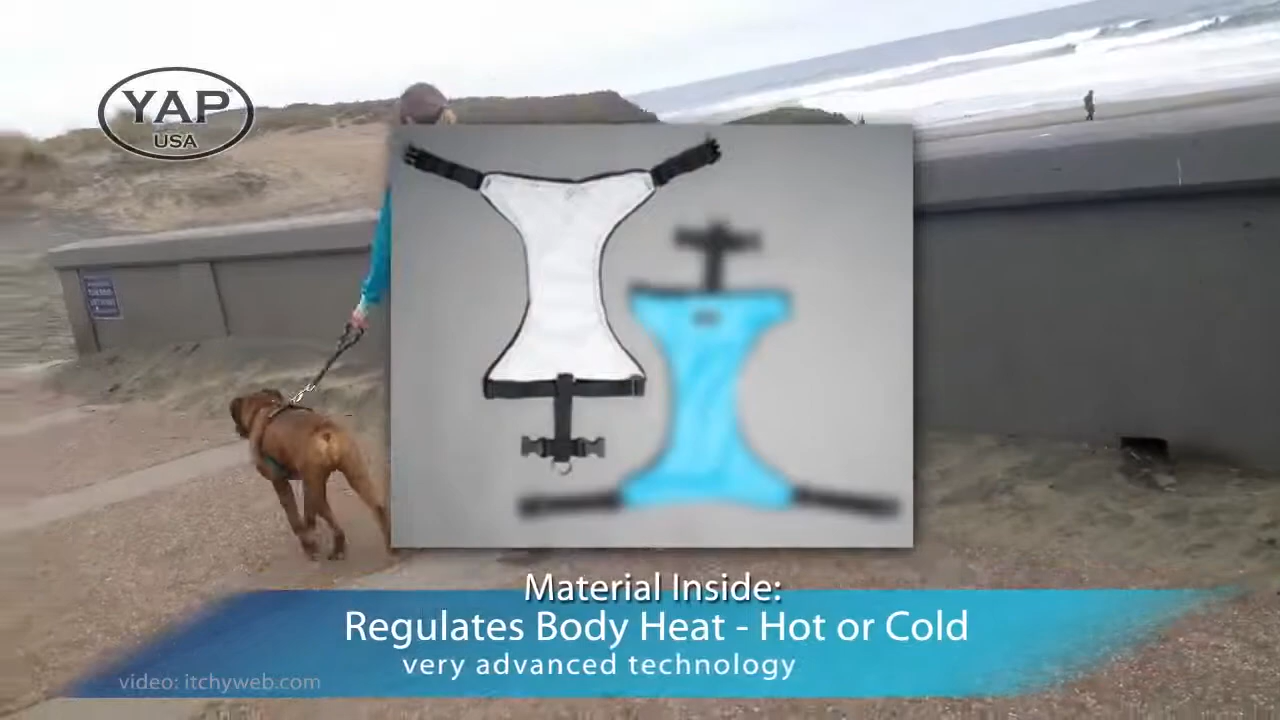 YAP
USA
Material Inside:
Regulates Body Heat - Hot or Cold
very advanced technology
video: itchyweb.com